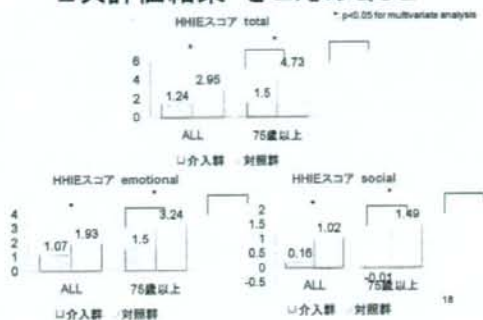 HHIEスコア total
* p<0.05 for multivariate analysis
*
*
6
4
2
0
1.24
2.95
1.5
4.73
ALL
75歳以上
介入群 対照群
HHIEスコア emotional
*
*
4
3
2
1
0
1.07
1.93
1.5
3.24
ALL
75歳以上
介入群 対照群
HHIEスコア social
*
*
2
1.5
1
0.5
0
-0.5
0.16
1.02
-0.01
1.49
ALL
75歳以上
介入群 対照群
18